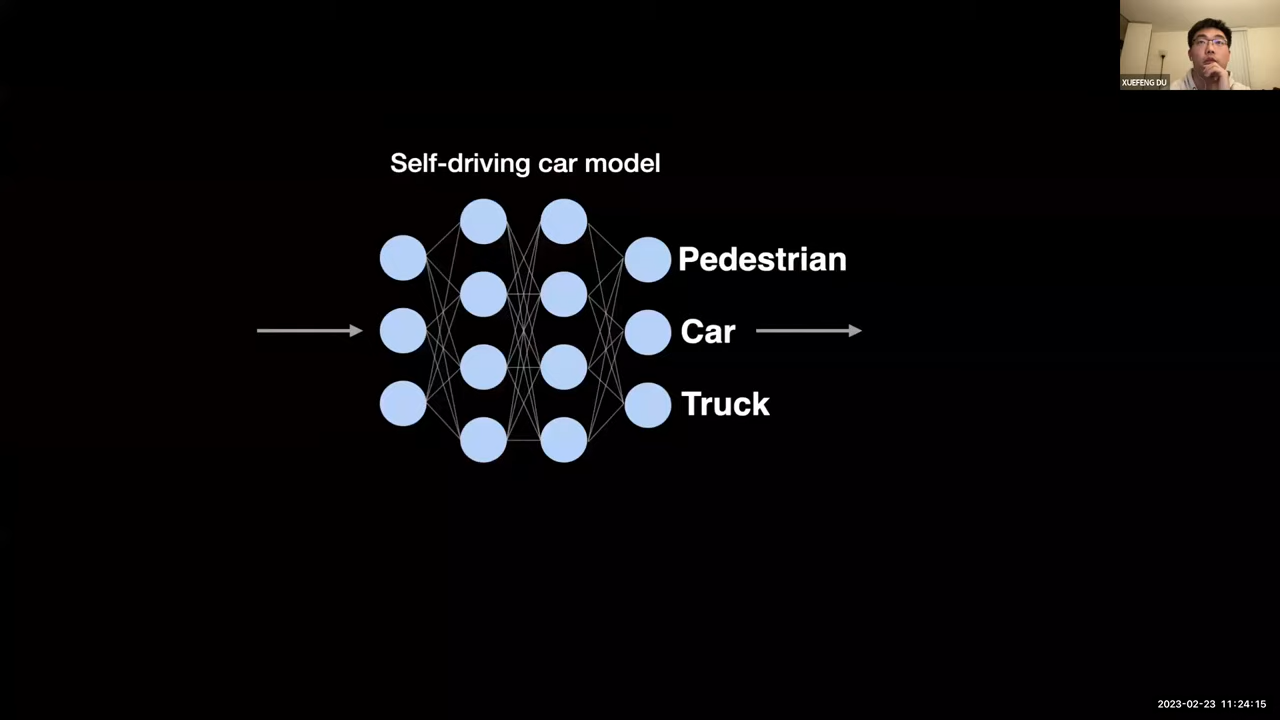 XUEFENG DU
Self-driving car model
Pedestrian
Car
Truck
2023-02-23 11:24:15